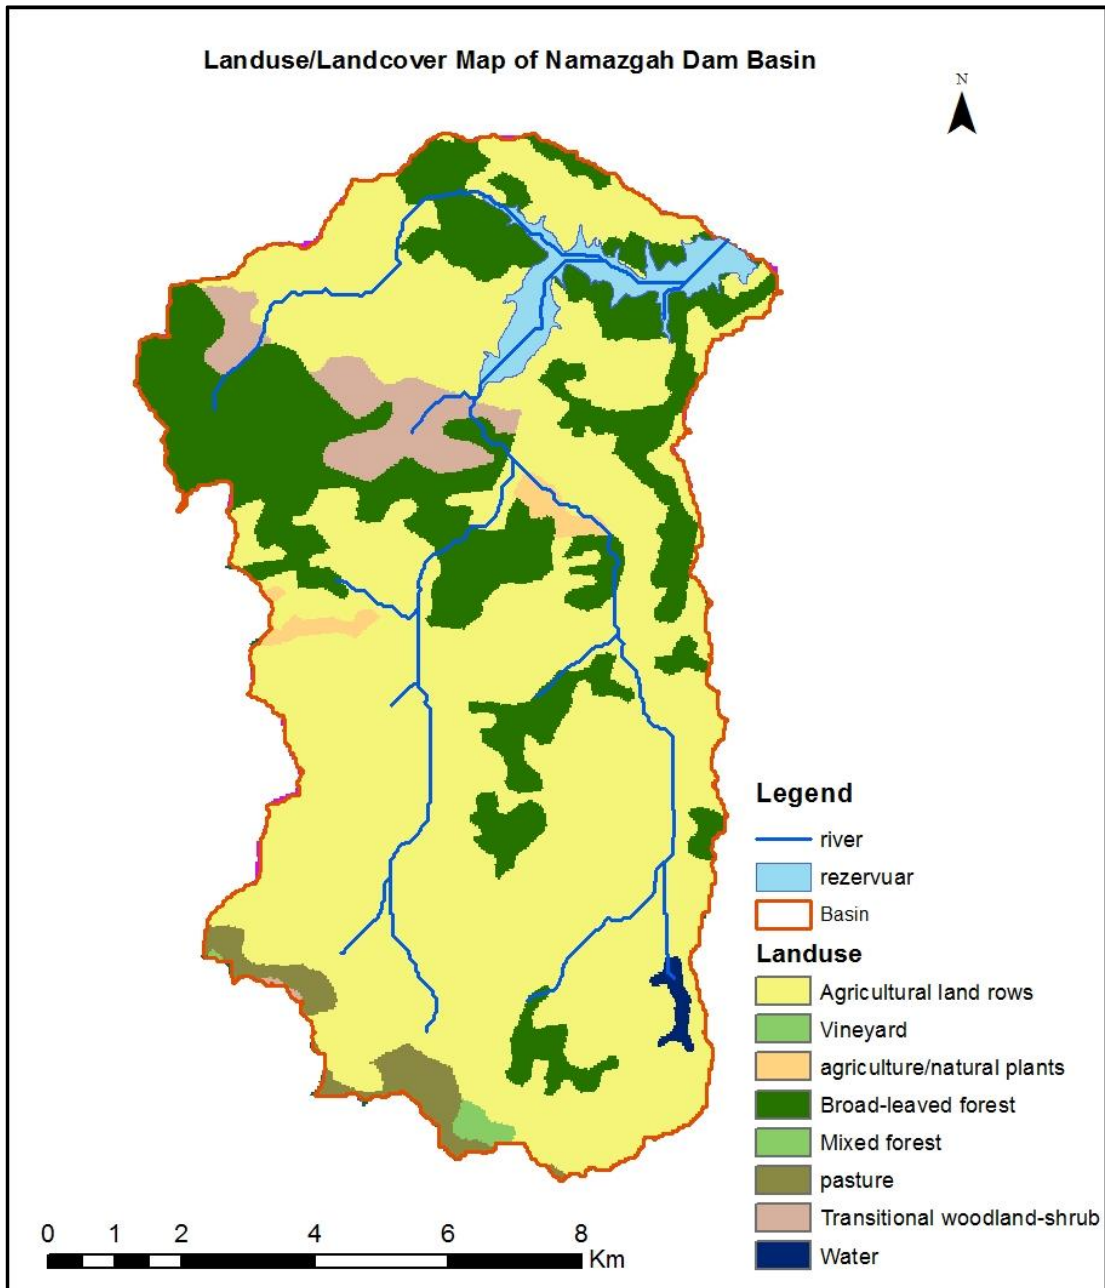 Landuse/Landcover Map of Namazgah Dam Basin
N
Legend
river
rezervuar
Basin
Landuse
Agricultural land rows
Vineyard
agriculture/natural plants
Broad-leaved forest
Mixed forest
pasture
Transitional woodland-shrub
Water
0 1 2 4 6 8
Km